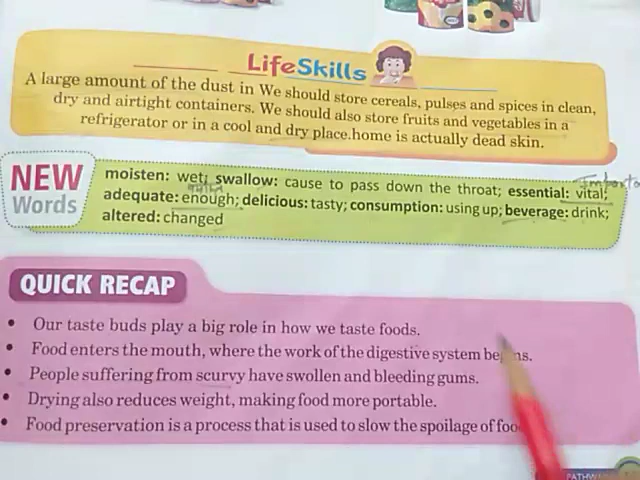 LifeSkills
A large amount of the dust in We should store cereals, pulses and spices in clean,
dry and airtight containers. We should also store fruits and vegetables in a
refrigerator or in a cool and dry place.home is actually dead skin.
NEW
Words
moisten: wet; swallow: cause to pass down the throat; essential: vital;
adequate: enough; delicious: tasty; consumption: using up; beverage: drink;
altered: changed
QUICK RECAP
• Our taste buds play a big role in how we taste foods.
• Food enters the mouth, where the work of the digestive system
• People suffering from scurvy have swollen and bleeding gums.
• Drying also reduces weight, making food more portable.
• Food preservation is a process that is used to slow the spoilage of